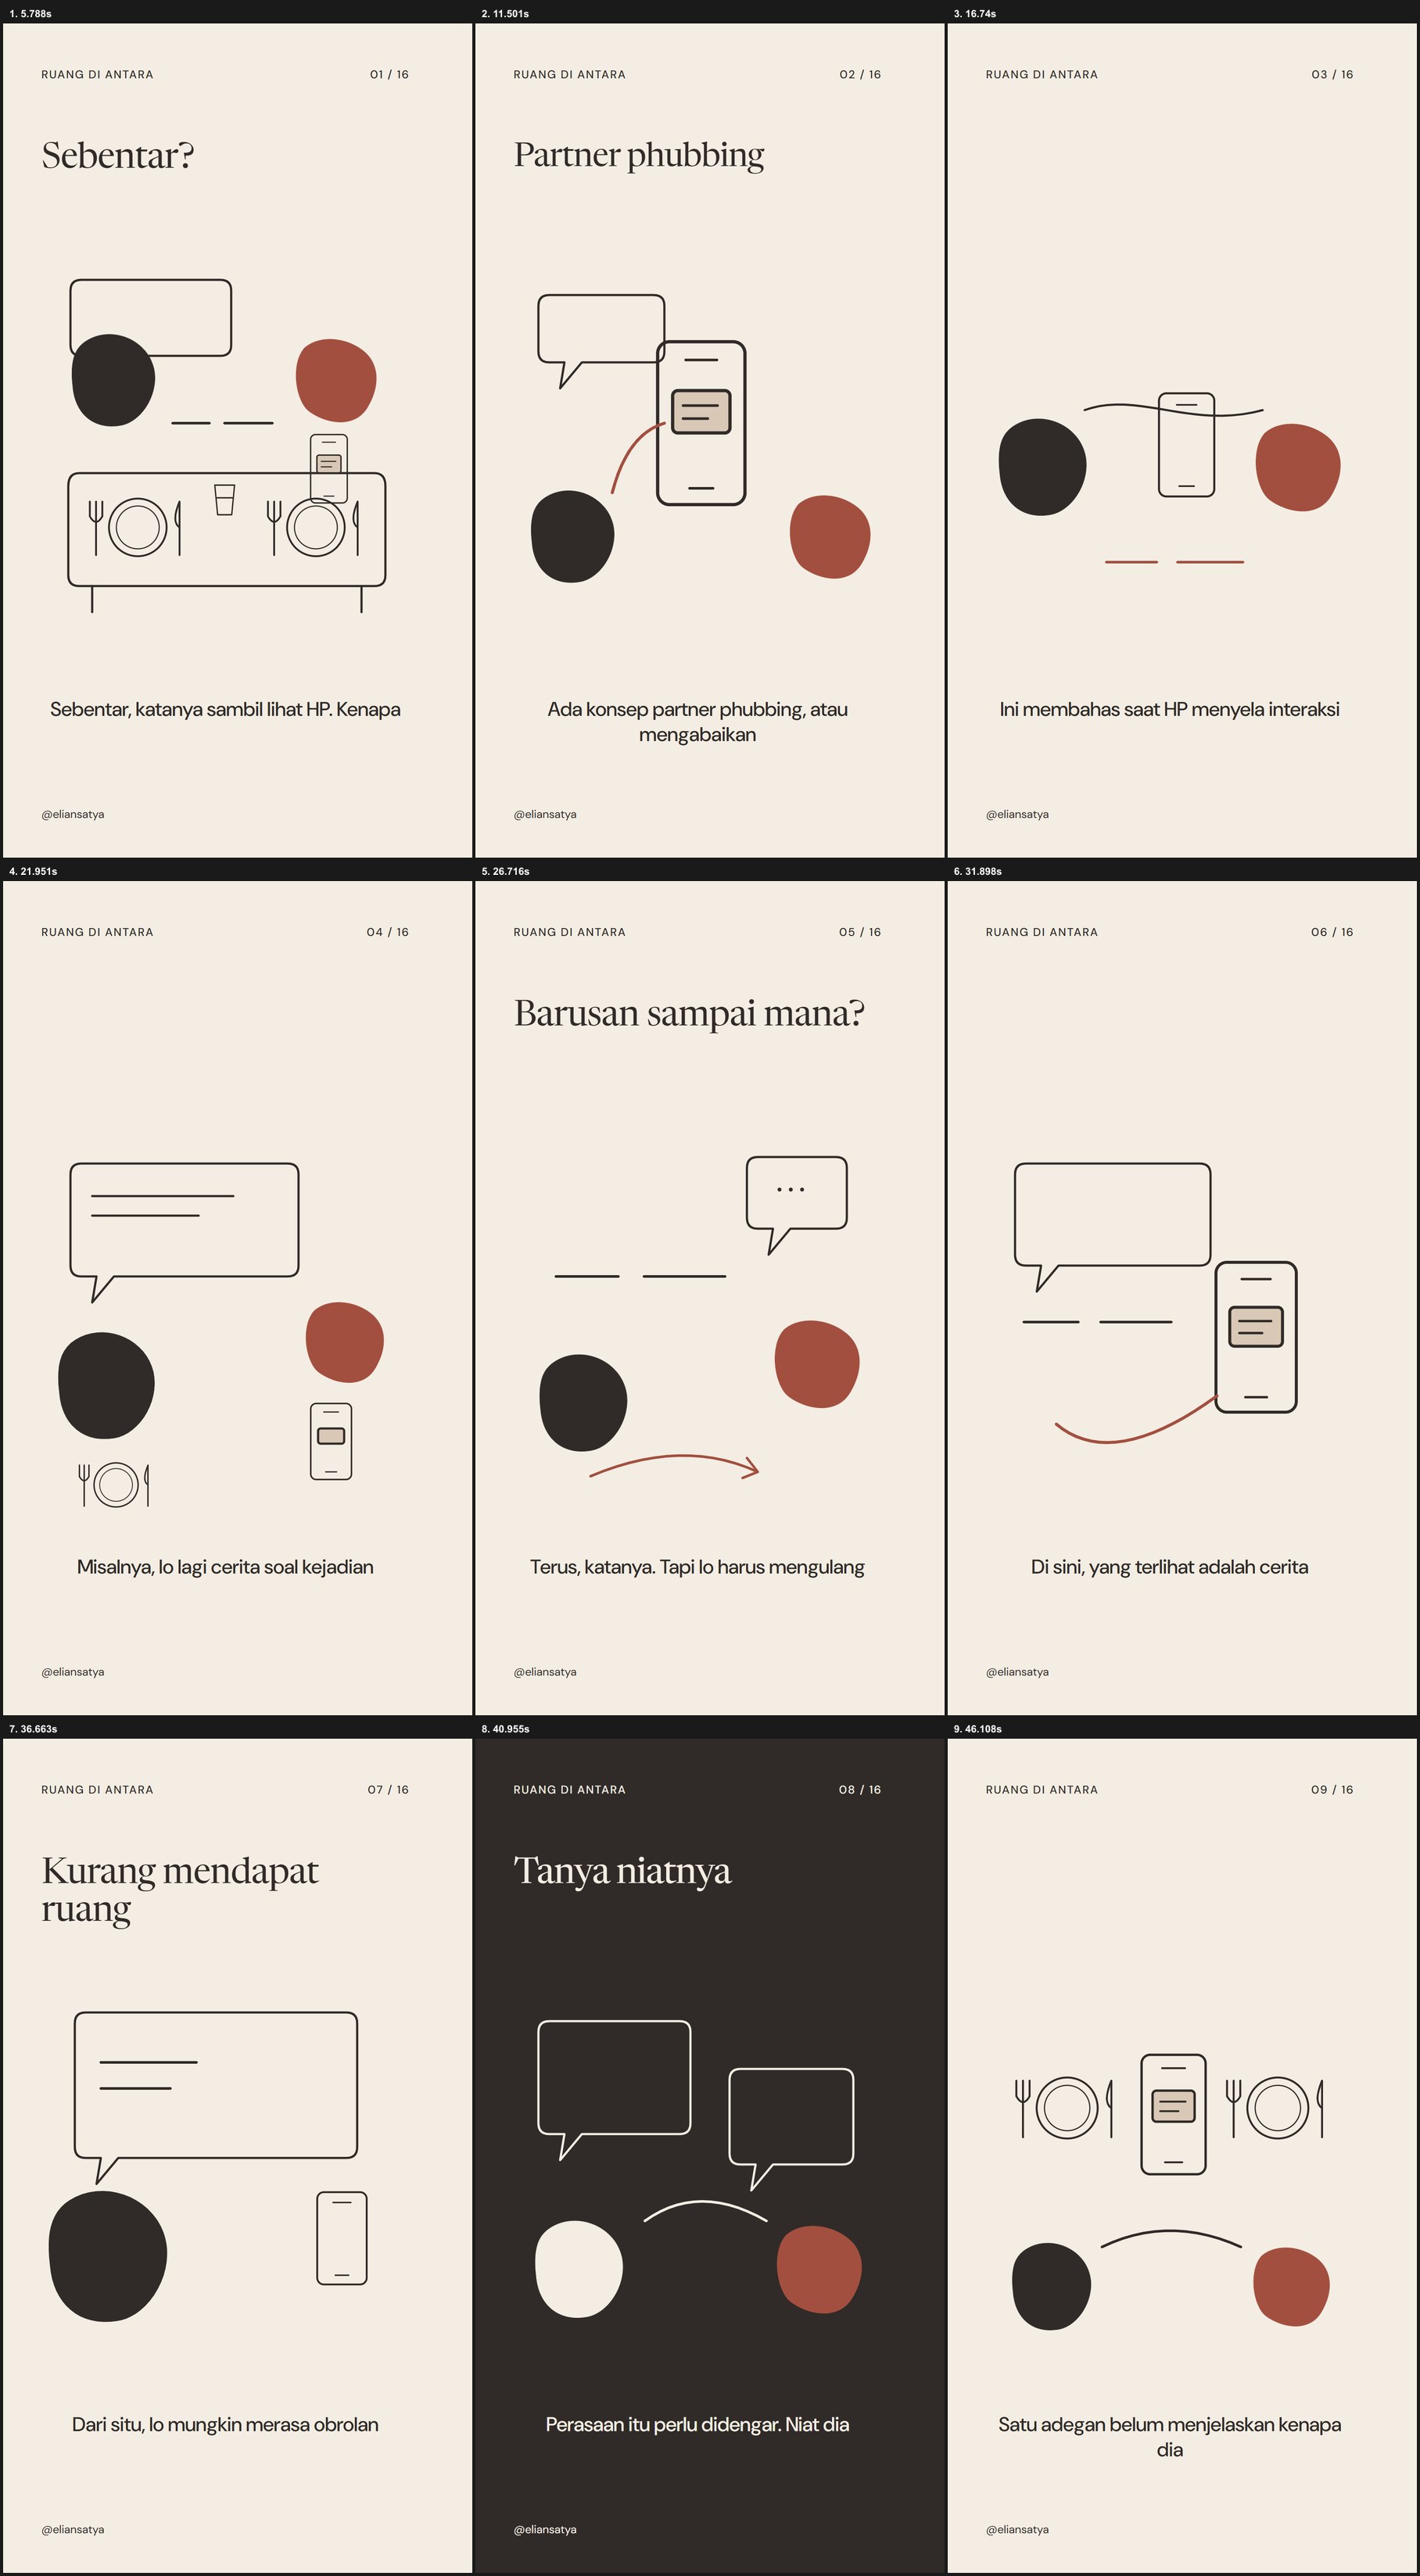 1. 5.788s
RUANG DI ANTARA
01 / 16
Sebentar?
Sebentar, katanya sambil lihat HP. Kenapa
@eliansatya
2. 11.501s
RUANG DI ANTARA
02 / 16
Partner phubbing
Ada konsep partner phubbing, atau
mengabaikan
@eliansatya
3. 16.74s
RUANG DI ANTARA
03 / 16
Ini membahas saat HP menyela interaksi
@eliansatya
4. 21.951s
RUANG DI ANTARA
04 / 16
Misalnya, lo lagi cerita soal kejadian
@eliansatya
5. 26.716s
RUANG DI ANTARA
05 / 16
Barusan sampai mana?
Terus, katanya. Tapi lo harus mengulang
@eliansatya
6. 31.898s
RUANG DI ANTARA
06 / 16
Di sini, yang terlihat adalah cerita
@eliansatya
7. 36.663s
RUANG DI ANTARA
07 / 16
Kurang mendapat
ruang
Dari situ, lo mungkin merasa obrolan
@eliansatya
8. 40.955s
RUANG DI ANTARA
08 / 16
Tanya niatnya
Perasaan itu perlu didengar. Niat dia
@eliansatya
9. 46.108s
RUANG DI ANTARA
09 / 16
Satu adegan belum menjelaskan kenapa
dia
@eliansatya